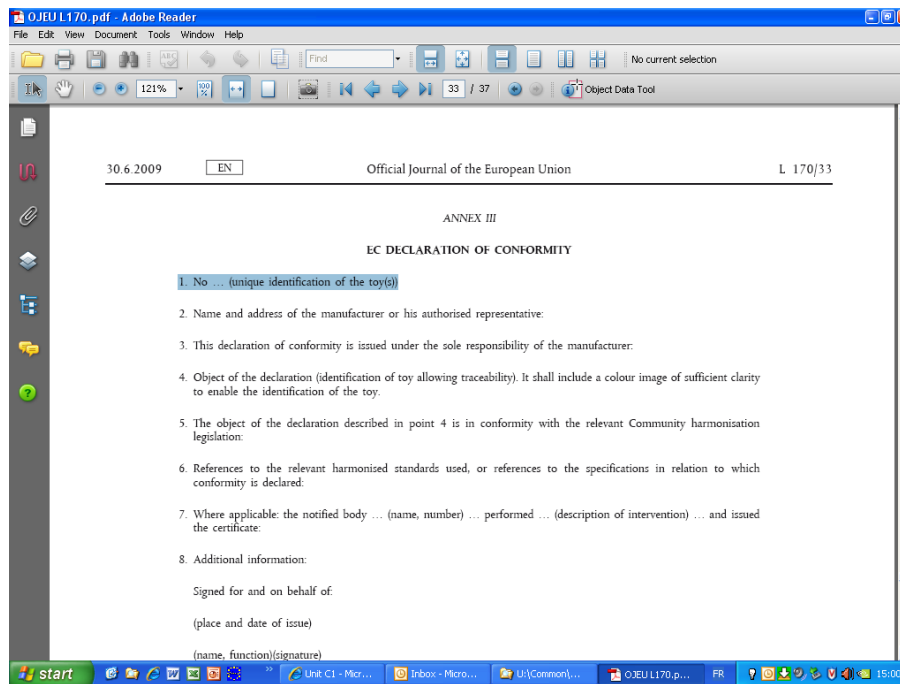 OJEU L170.pdf - Adobe Reader
File Edit View Document Tools Window Help
Find
No current selection
121%
33 / 37
Object Data Tool
30.6.2009 EN Official Journal of the European Union L 170/33
ANNEX III
EC DECLARATION OF CONFORMITY
1. No … (unique identification of the toy(s))
2. Name and address of the manufacturer or his authorised representative:
3. This declaration of conformity is issued under the sole responsibility of the manufacturer:
4. Object of the declaration (identification of toy allowing traceability). It shall include a colour image of sufficient clarity
to enable the identification of the toy.
5. The object of the declaration described in point 4 is in conformity with the relevant Community harmonisation
legislation:
6. References to the relevant harmonised standards used, or references to the specifications in relation to which
conformity is declared:
7. Where applicable: the notified body … (name, number) … performed … (description of intervention) … and issued
the certificate:
8. Additional information:
Signed for and on behalf of:
(place and date of issue)
(name, function)(signature)
start Unit C1 - Micr... Inbox - Micro... U:\Common\... OJEU L170.p... FR 15:00